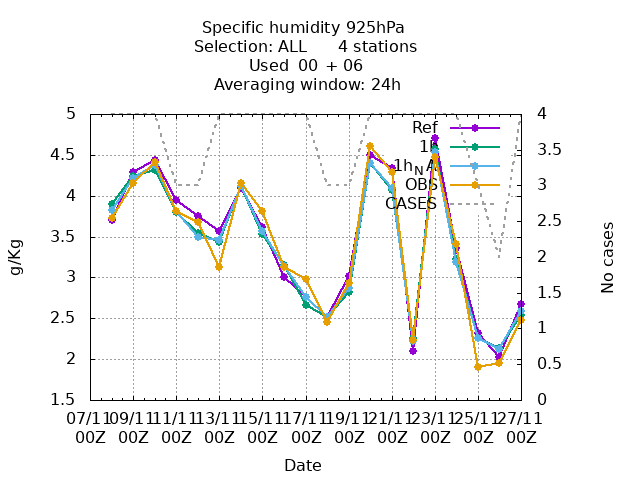 Specific humidity 925hPa
Selection: ALL 4 stations
Used 00 + 06
Averaging window: 24h
5
4.5
4
3.5
3
2.5
2
1.5
g/Kg
4
3.5
3
2.5
2
1.5
1
0.5
0
No cases
Ref
1h
1h_N A
OBS
CASES
07/11 09/11 11/11 13/11 15/11 17/11 19/11 21/11 23/11 25/11 27/11
00Z 00Z 00Z 00Z 00Z 00Z 00Z 00Z 00Z 00Z 00Z
Date